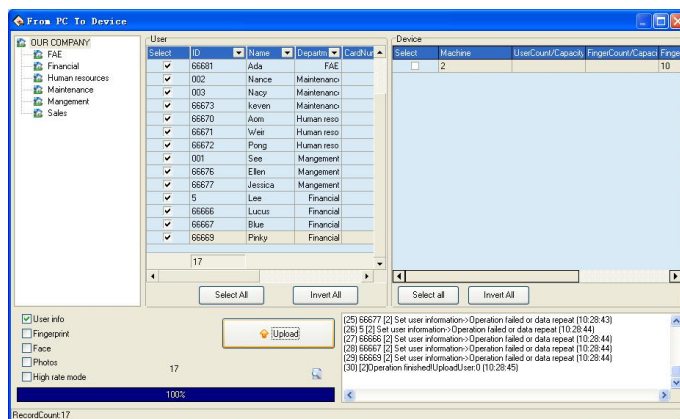 From PC To Device
OUR COMPANY
FAE
Financial
Human resources
Maintenance
Mangement
Sales
User
Select ID Name Departm CardNur
66681 Ada FAE
002 Nance Maintenanc
003 Nacy Maintenanc
66673 keven Maintenanc
66670 Aom Human reso
66671 Weir Human reso
66672 Pong Human reso
001 See Mangement
66676 Ellen Mangement
66677 Jessica Mangement
5 Lee Financial
66666 Lucus Financial
66667 Blue Financial
66669 Pinky Financial
17
Select All Invert All
Device
Select Machine UserCount/Capacity FingerCount/Capaci Finge
2 10
Select all Invert All
User info
Fingerprint
Face
Photos
High rate mode
17
Upload
100%
(25) 66677 [2] Set user information->Operation failed or data repeat (10:28:43)
(26) 5 [2] Set user information->Operation failed or data repeat (10:28:44)
(27) 66666 [2] Set user information->Operation failed or data repeat (10:28:44)
(28) 66667 [2] Set user information->Operation failed or data repeat (10:28:44)
(29) 66669 [2] Set user information->Operation failed or data repeat (10:28:44)
(30) [2]Operation finished!UploadUser:0 (10:28:45)
RecordCount:17